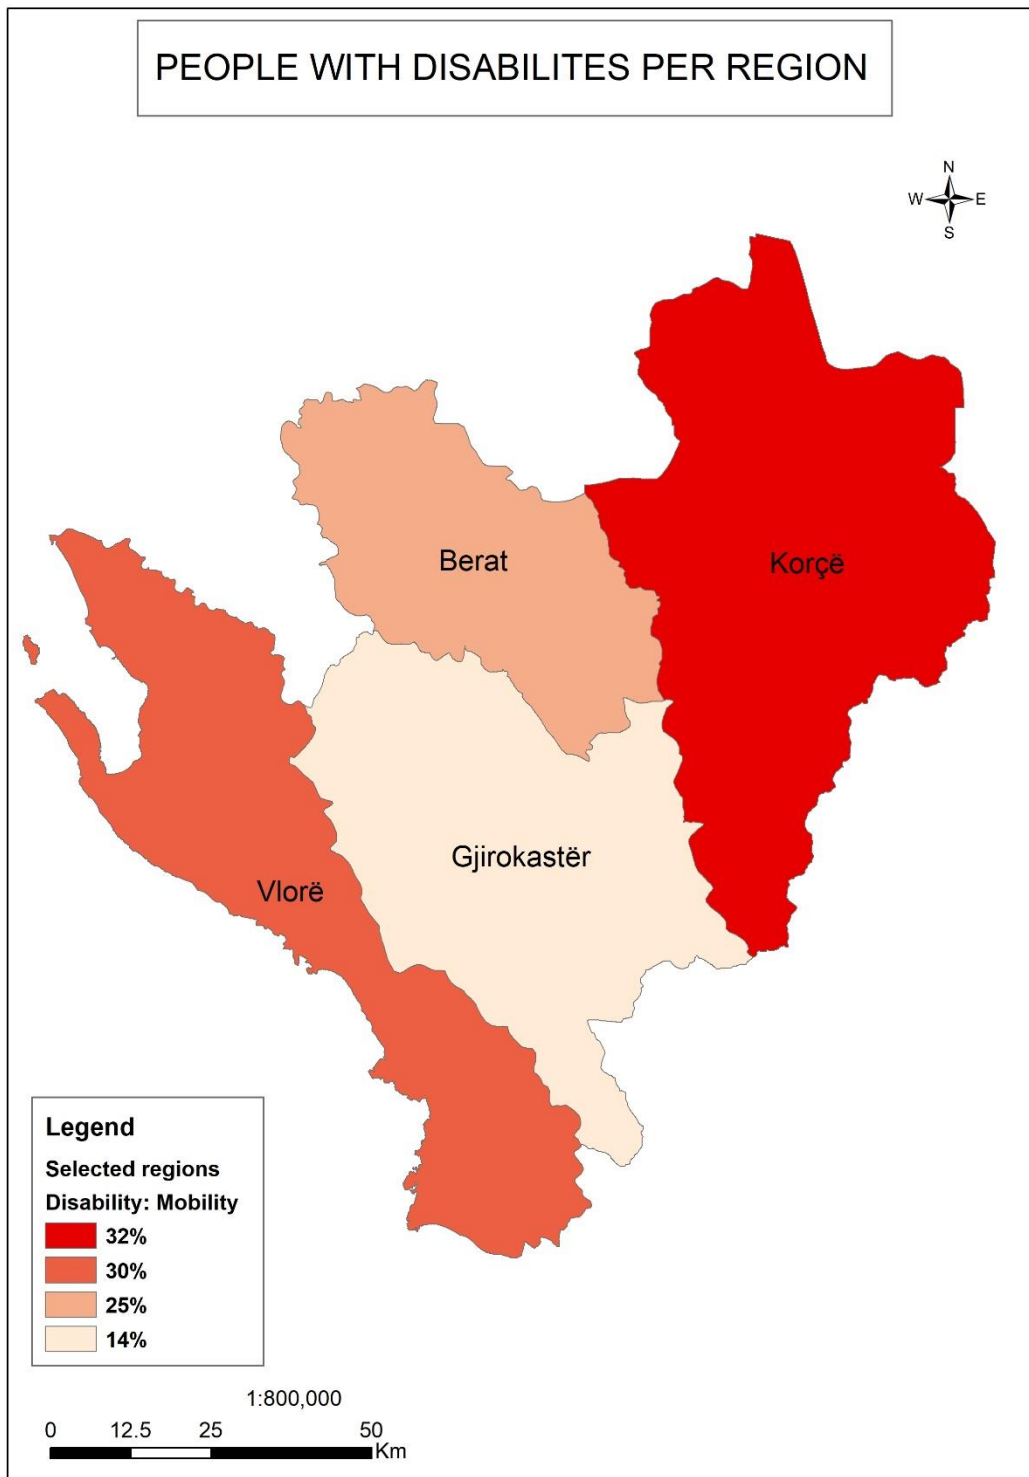 PEOPLE WITH DISABILITES PER REGION
N
W E
S
Berat
Korçë
Gjirokastër
Vlorë
Legend
Selected regions
Disability: Mobility
32%
30%
25%
14%
1:800,000
0 12.5 25 50
Km